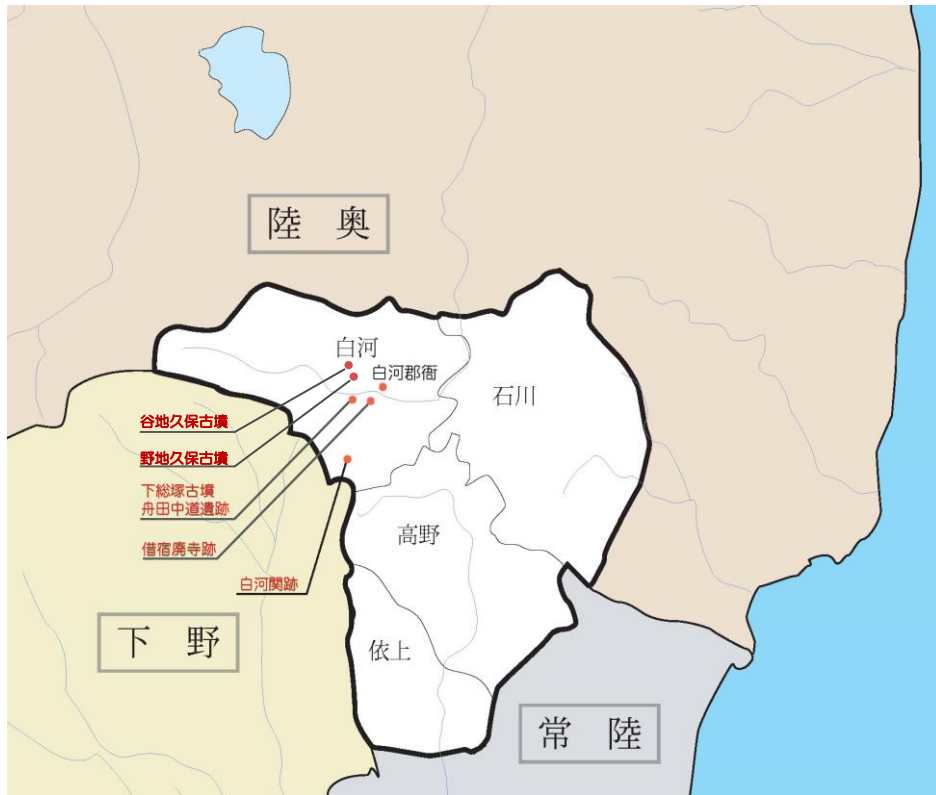 陸 奥
白河
白河郡衙
石川
谷地久保古墳
野地久保古墳
下総塚古墳
舟田中道遺跡
借宿廃寺跡
白河関跡
高野
依上
下 野
常 陸